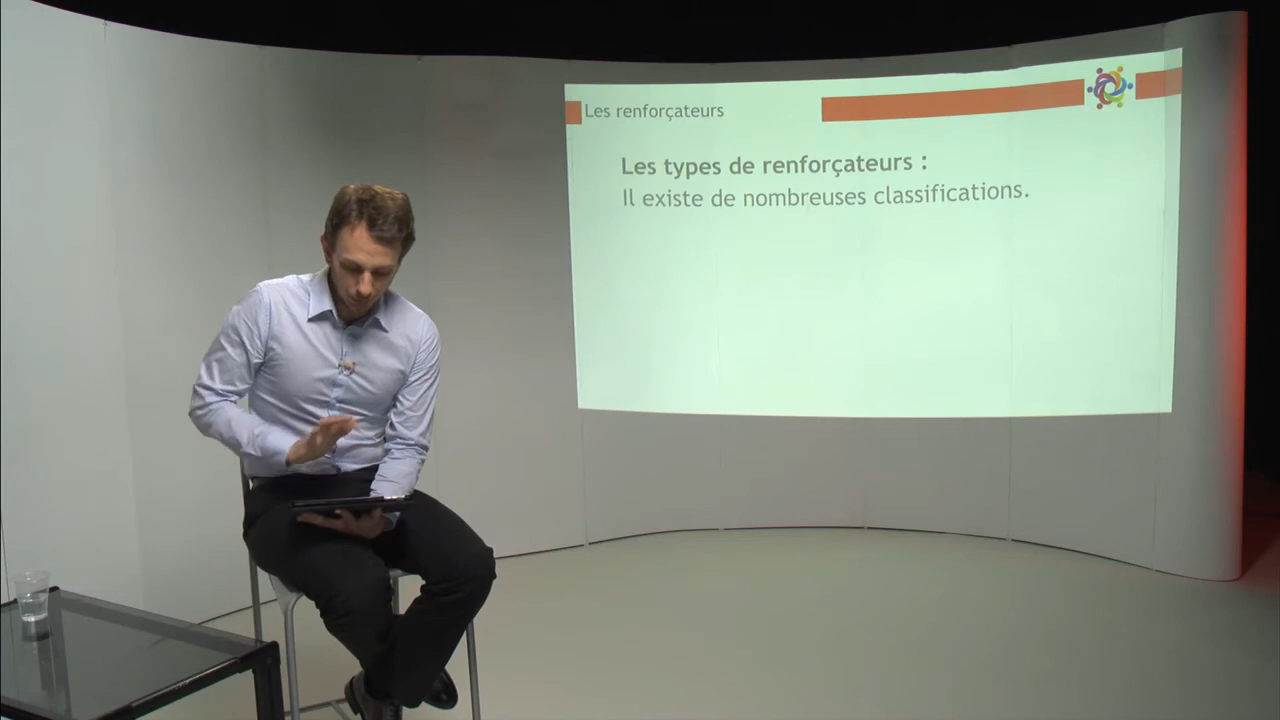 Les renforçateurs
Les types de renforçateurs :
Il existe de nombreuses classifications.